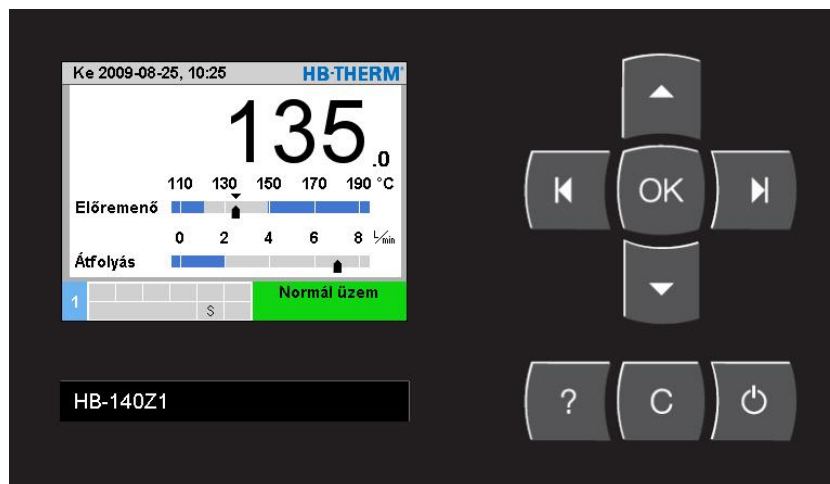 Ke 2009-08-25, 10:25 HB-THERM®
135.0
110 130 150 170 190 °C
Előremenő
0 2 4 6 8 L/min
Átfolyás
1 S Normál üzem
HB-140Z1
OK
? C